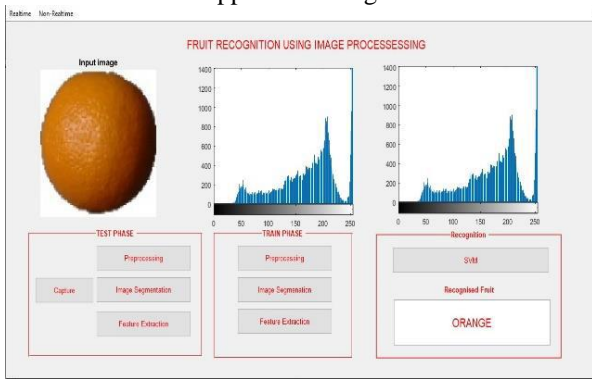 Realtime Non-Realtime
FRUIT RECOGNITION USING IMAGE PROCESSESSING
Input image
1400
1200
1000
800
600
400
200
0
0 50 100 150 200 250
1400
1200
1000
800
600
400
200
0
0 50 100 150 200 250
TEST PHASE
Preprocessing
Capture
Image Segmentation
Feature Extraction
TRAIN PHASE
Preprocessing
Image Segmenation
Feature Extraction
Recognition
SVM
Recognised Fruit
ORANGE